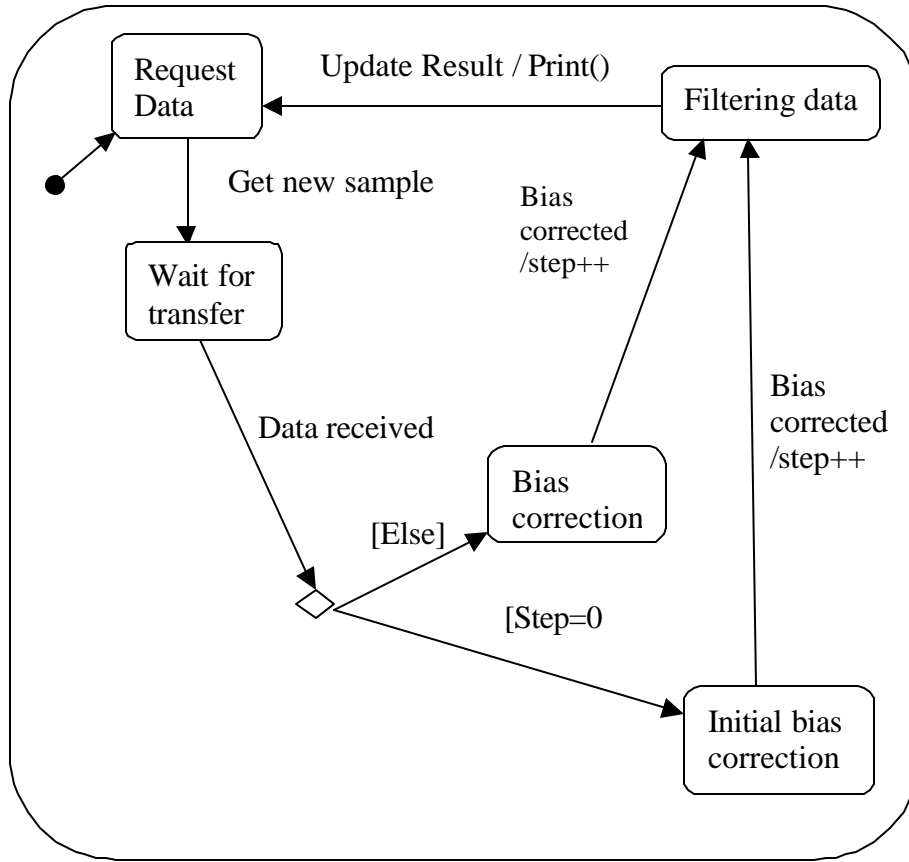 Request
Data
Update Result / Print()
Filtering data
Get new sample
Bias
corrected
/step++
Wait for
transfer
Bias
corrected
/step++
Data received
Bias
correction
[Else]
[Step=0
Initial bias
correction